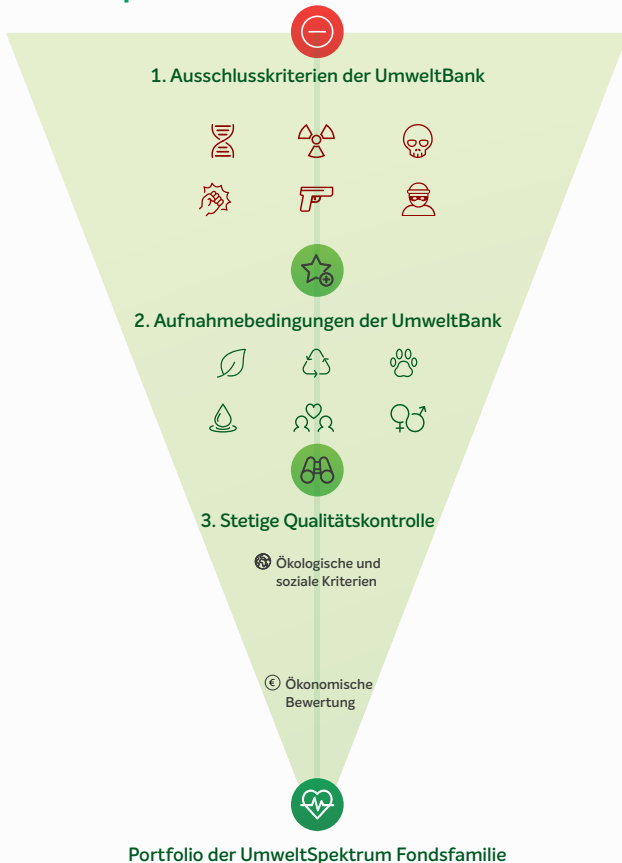 1. Ausschlusskriterien der UmweltBank
2. Aufnahmebedingungen der UmweltBank
3. Stetige Qualitätskontrolle
Ökologische und
soziale Kriterien
€ Ökonomische
Bewertung
Portfolio der UmweltSpektrum Fondsfamilie